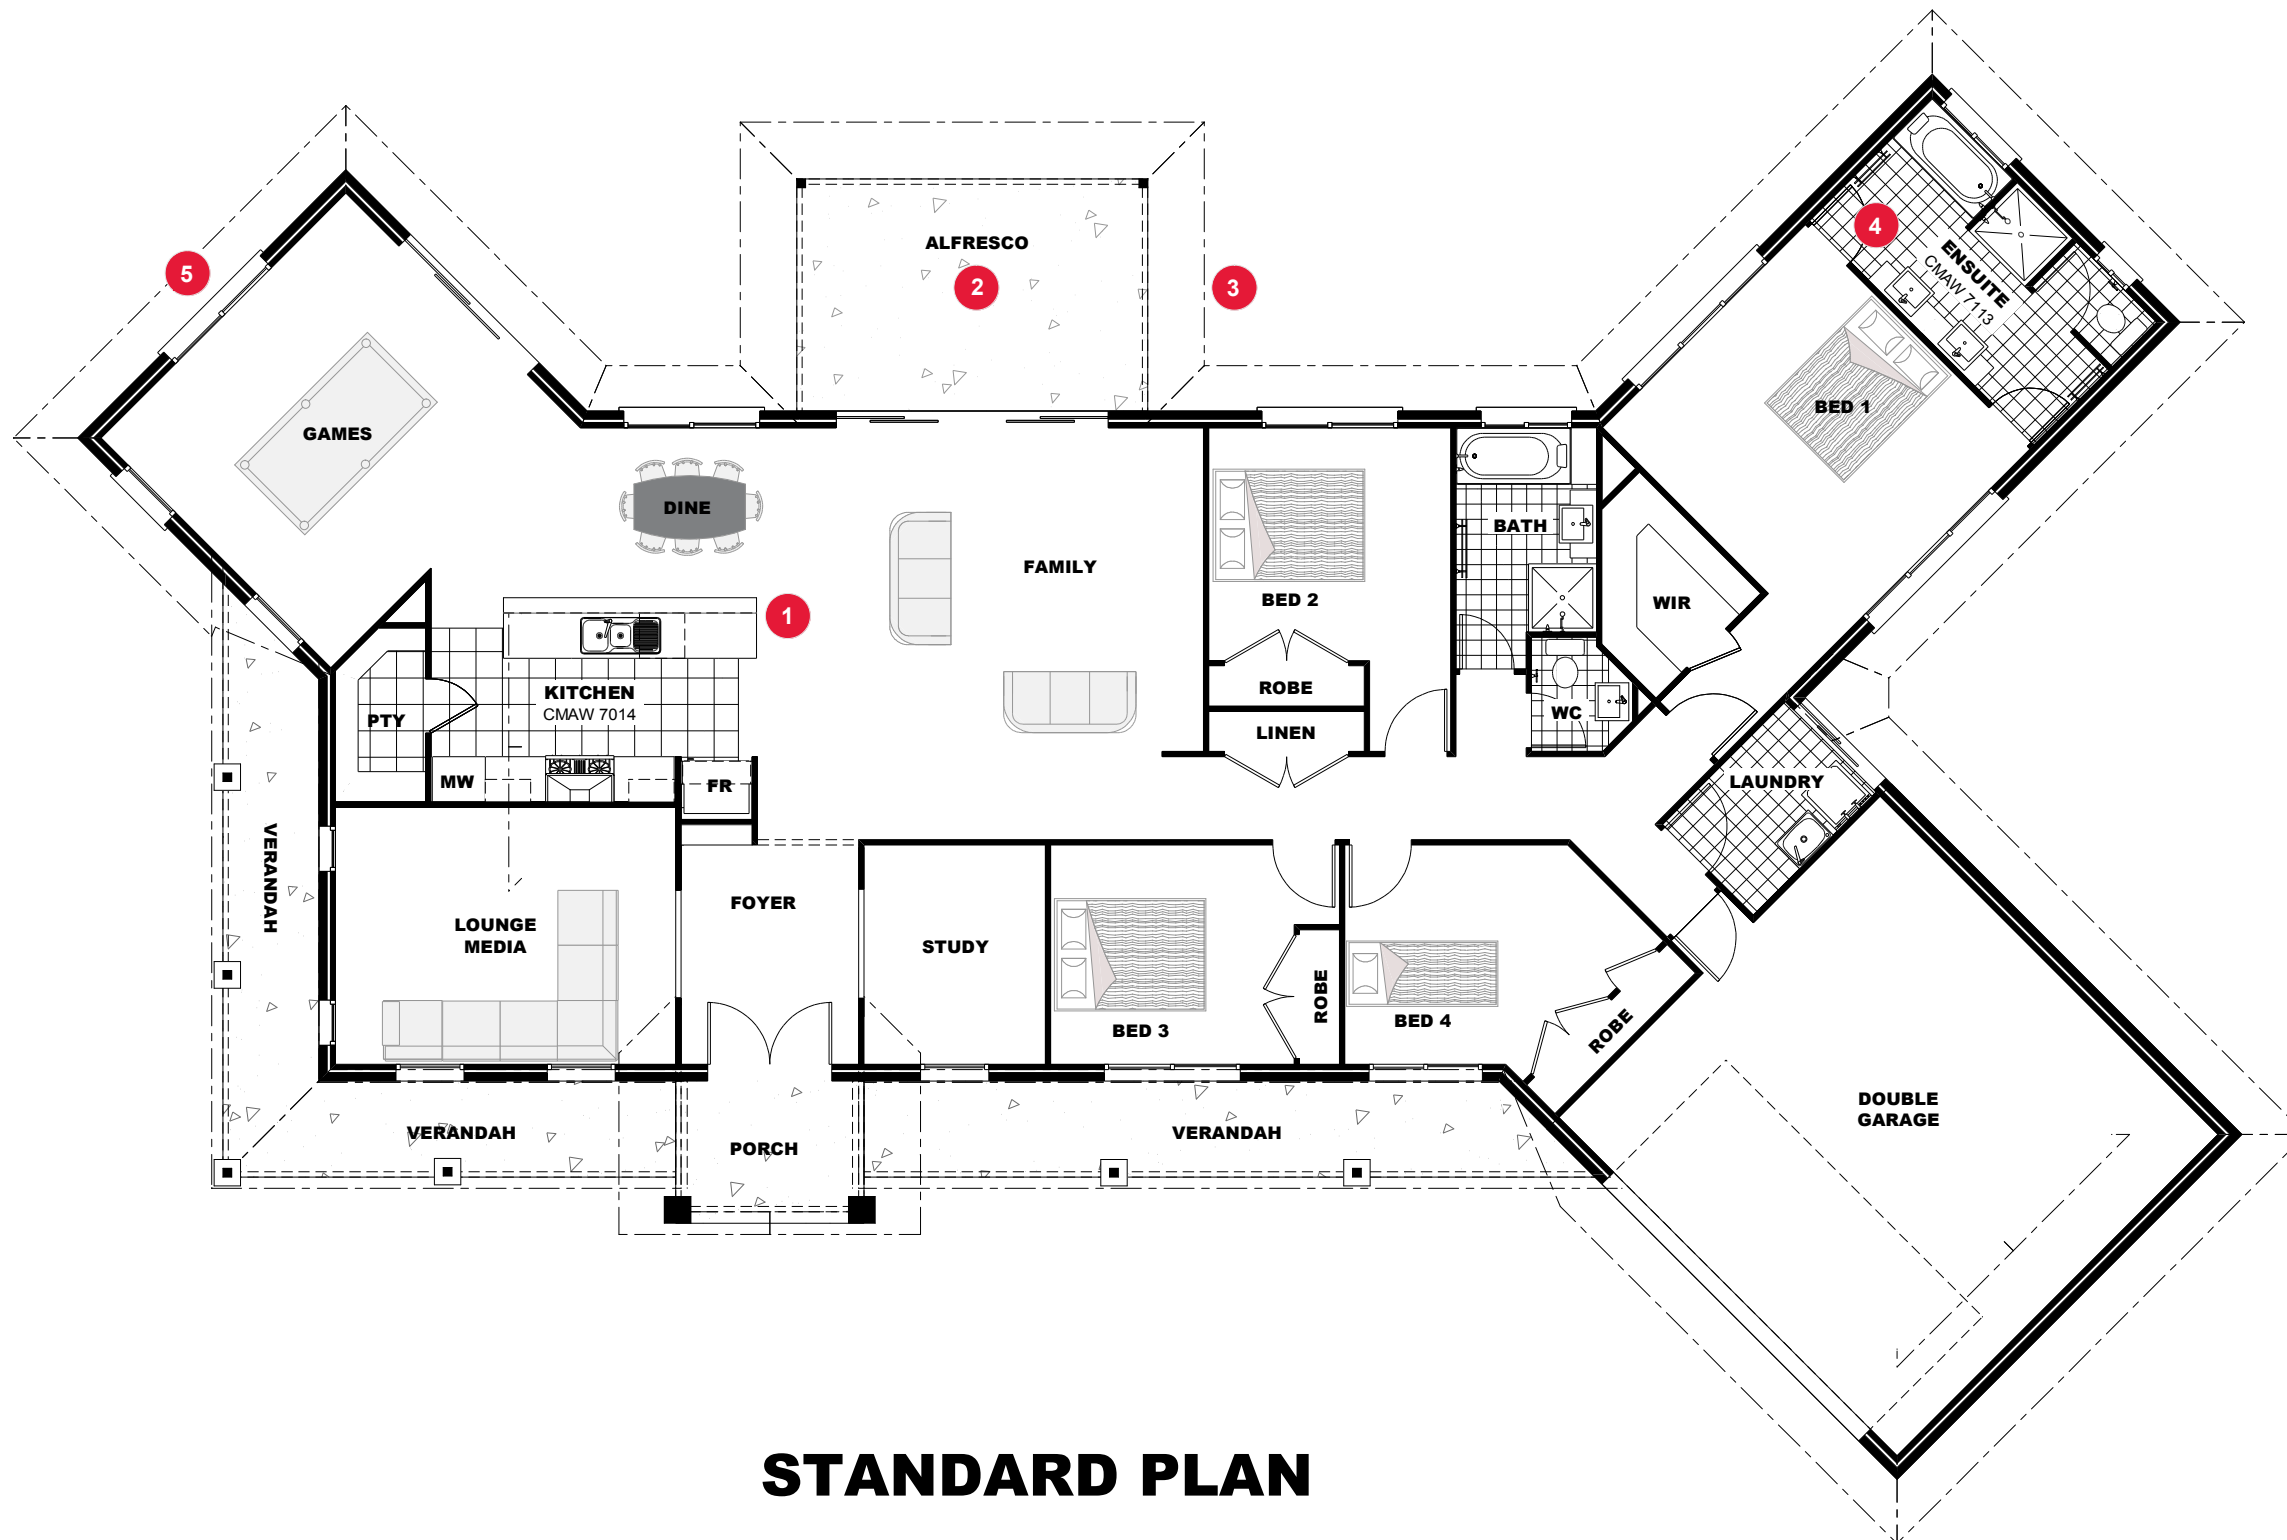 4
ENSUITE
CMAW 7113
ALFRESCO
5
2
3
BED 1
GAMES
DINE
BATH
FAMILY
BED 2
WIR
1
ROBE
KITCHEN
CMAW 7014
PTY
WC
LINEN
MW
FR
LAUNDRY
VERANDAH
FOYER
LOUNGE
MEDIA
STUDY
ROBE
BED 3
BED 4
ROBE
DOUBLE
GARAGE
VERANDAH
PORCH
VERANDAH
STANDARD PLAN